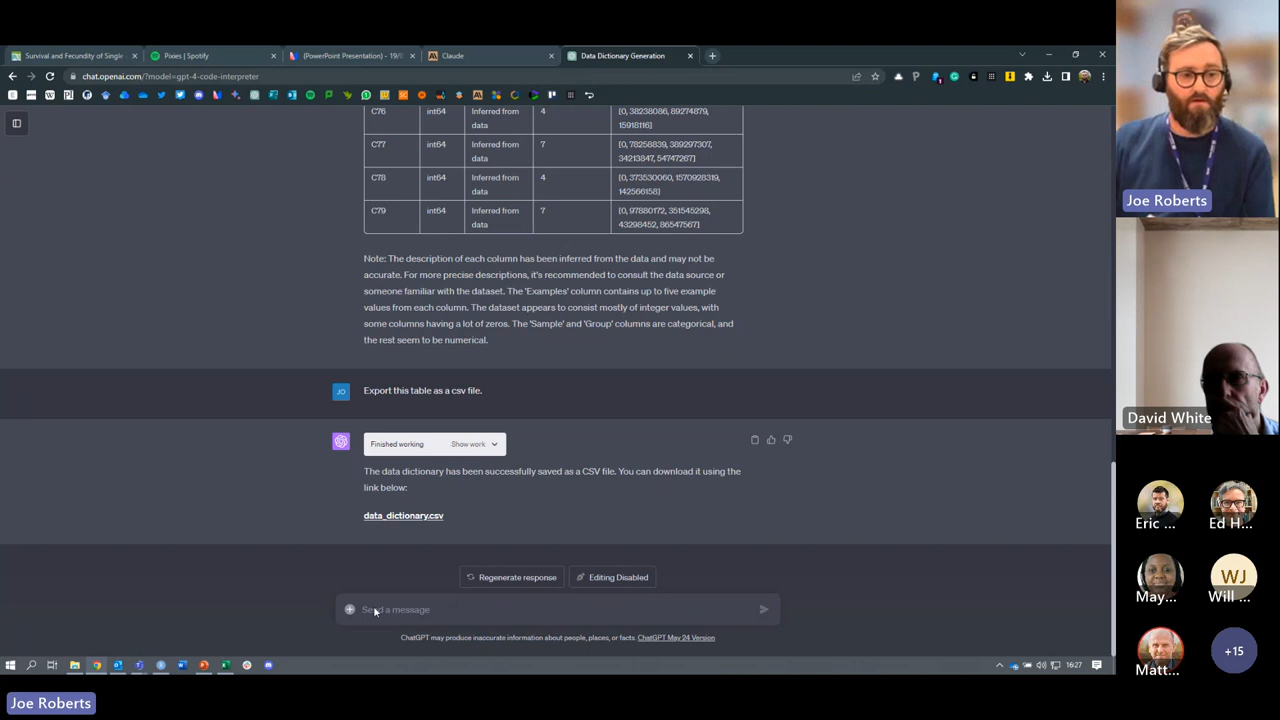 Survival and Fecundity of Single
Pixies | Spotify
(PowerPoint Presentation) - 19/0
Claude
Data Dictionary Generation
chat.openai.com/?model=gpt-4-code-interpreter
C76 int64 Inferred from data 4 [0, 38238086, 89274879,
15918116]
C77 int64 Inferred from data 7 [0, 78258839, 389297307,
34213847, 54747267]
C78 int64 Inferred from data 4 [0, 373530060, 1570928319,
142566158]
C79 int64 Inferred from data 7 [0, 97880172, 351545298,
43298452, 86547567]
Note: The description of each column has been inferred from the data and may not be
accurate. For more precise descriptions, it's recommended to consult the data source or
someone familiar with the dataset. The 'Examples' column contains up to five example
values from each column. The dataset appears to consist mostly of integer values, with
some columns having a lot of zeros. The 'Sample' and 'Group' columns are categorical, and
the rest seem to be numerical.
JO Export this table as a csv file.
Finished working Show work
The data dictionary has been successfully saved as a CSV file. You can download it using the
link below:
data_dictionary.csv
Regenerate response Editing Disabled
Send a message
ChatGPT may produce inaccurate information about people, places, or facts. ChatGPT May 24 Version
16:27
Joe Roberts
David White
Eric ... Ed H...
WJ
May... Will ...
+15
Matt...
Joe Roberts